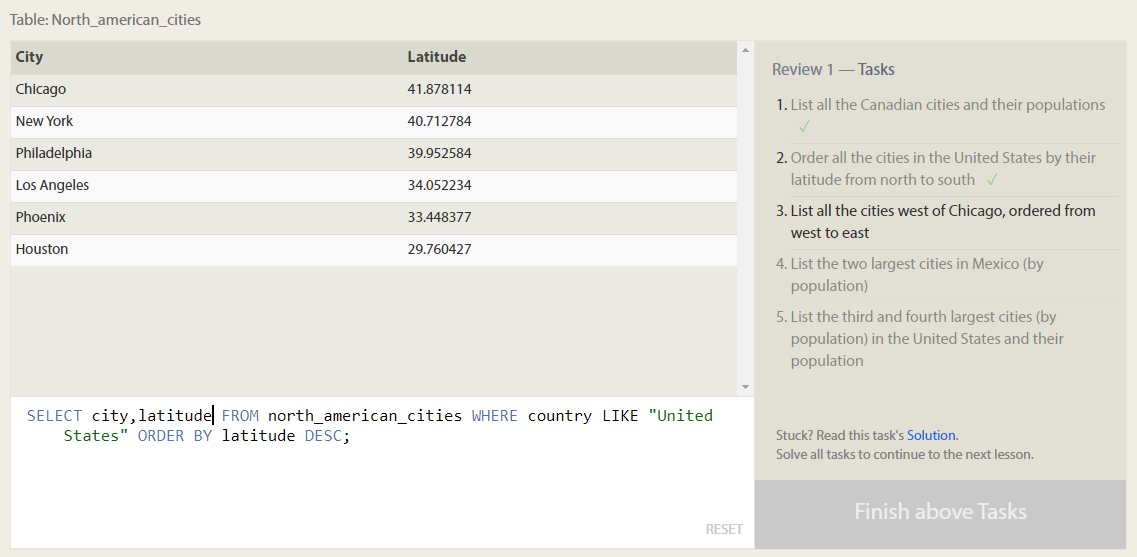 Table: North_american_cities
City Latitude
Chicago 41.878114
New York 40.712784
Philadelphia 39.952584
Los Angeles 34.052234
Phoenix 33.448377
Houston 29.760427
SELECT city,latitude FROM north_american_cities WHERE country LIKE "United
States" ORDER BY latitude DESC;
RESET
Review 1 — Tasks
1. List all the Canadian cities and their populations
✓
2. Order all the cities in the United States by their
latitude from north to south ✓
3. List all the cities west of Chicago, ordered from
west to east
4. List the two largest cities in Mexico (by
population)
5. List the third and fourth largest cities (by
population) in the United States and their
population
Stuck? Read this task's Solution.
Solve all tasks to continue to the next lesson.
Finish above Tasks